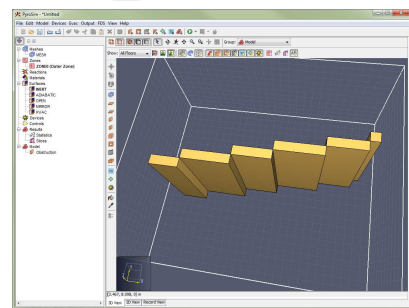 PyroSim - *Untitled
File Edit Model Devices Evac Output FDS View Help
Group: Model
Show: All Floors
Meshes
MESH
Zones
ZONE0 (Outer Zone)
Reactions
Materials
Surfaces
INERT
ADIABATIC
OPEN
MIRROR
HVAC
Devices
Controls
Results
Statistics
Slices
Model
Obstruction
3D View 2D View Record View